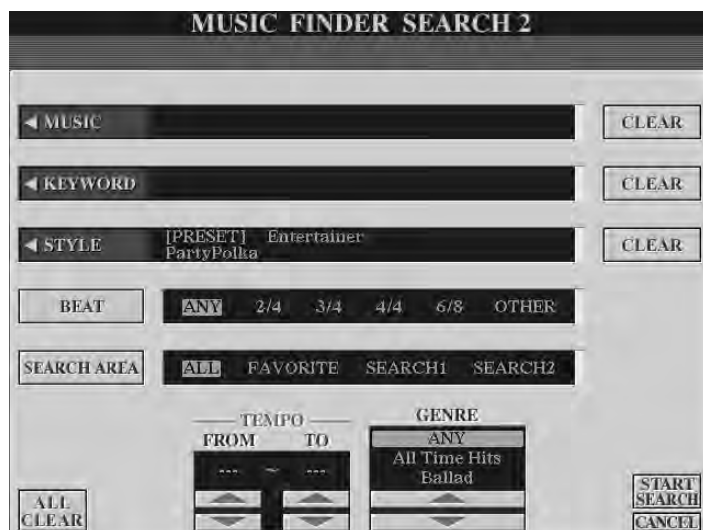 MUSIC FINDER SEARCH 2
MUSIC CLEAR
KEYWORD CLEAR
STYLE [PRESET] Entertainer CLEAR
PartyPolka
BEAT ANY 2/4 3/4 4/4 6/8 OTHER
SEARCH AREA ALL FAVORITE SEARCH1 SEARCH2
TEMPO GENRE
FROM TO ANY
--- ~ --- All Time Hits
Ballad
ALL CLEAR START SEARCH
CANCEL